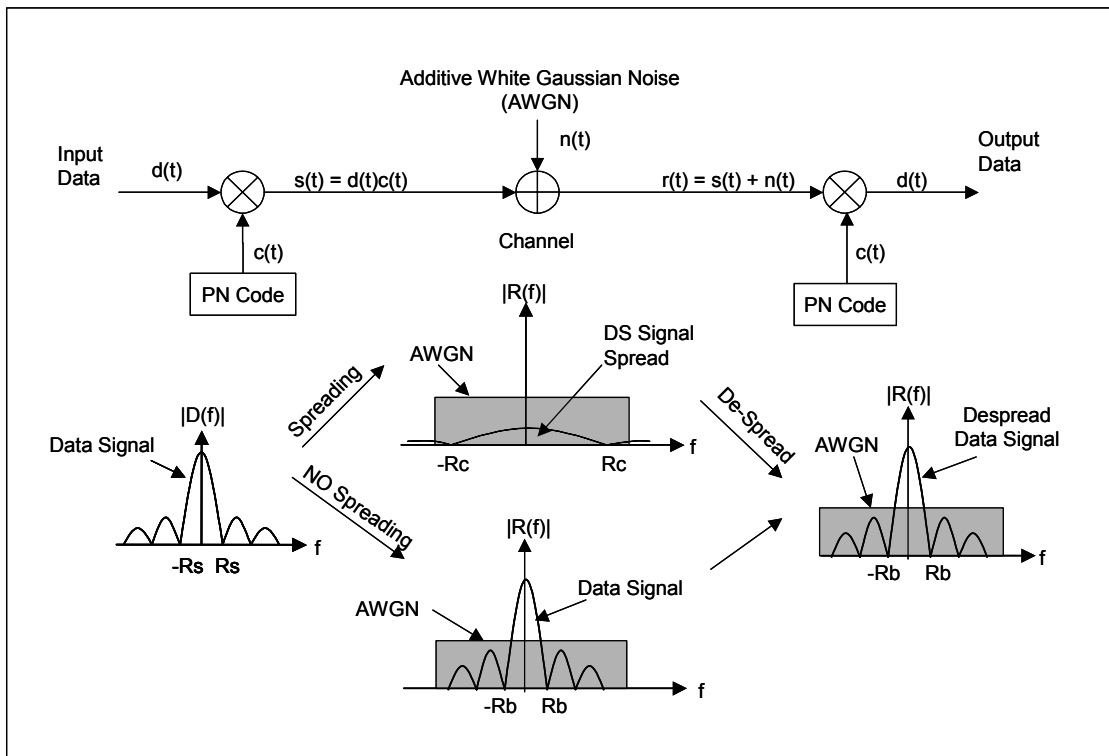 Additive White Gaussian Noise
(AWGN)
n(t)
Input
Data
d(t)
s(t) = d(t)c(t)
r(t) = s(t) + n(t)
d(t)
Output
Data
Channel
c(t)
PN Code
c(t)
PN Code
|R(f)|
DS Signal
Spread
AWGN
Spreading
-Rc
Rc
f
De-Spread
|D(f)|
Data Signal
-Rs
Rs
f
NO Spreading
|R(f)|
Data Signal
AWGN
-Rb
Rb
f
|R(f)|
Despread
Data Signal
AWGN
-Rb
Rb
f